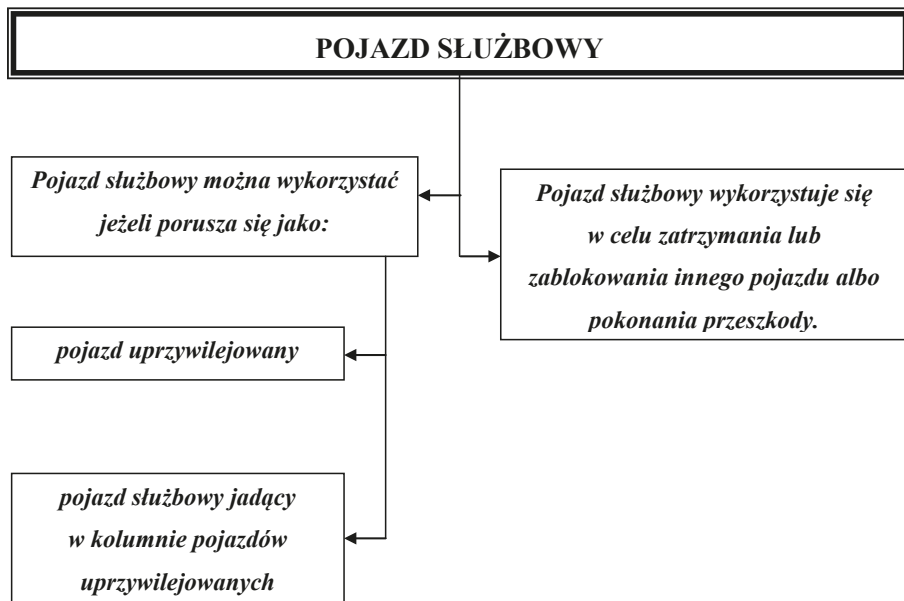 POJAZD SŁUŻBOWY
Pojazd służbowy można wykorzystać
jeżeli porusza się jako:
Pojazd służbowy wykorzystuje się
w celu zatrzymania lub
zablokowania innego pojazdu albo
pokonania przeszkody.
pojazd uprzywilejowany
pojazd służbowy jadący
w kolumnie pojazdów
uprzywilejowanych